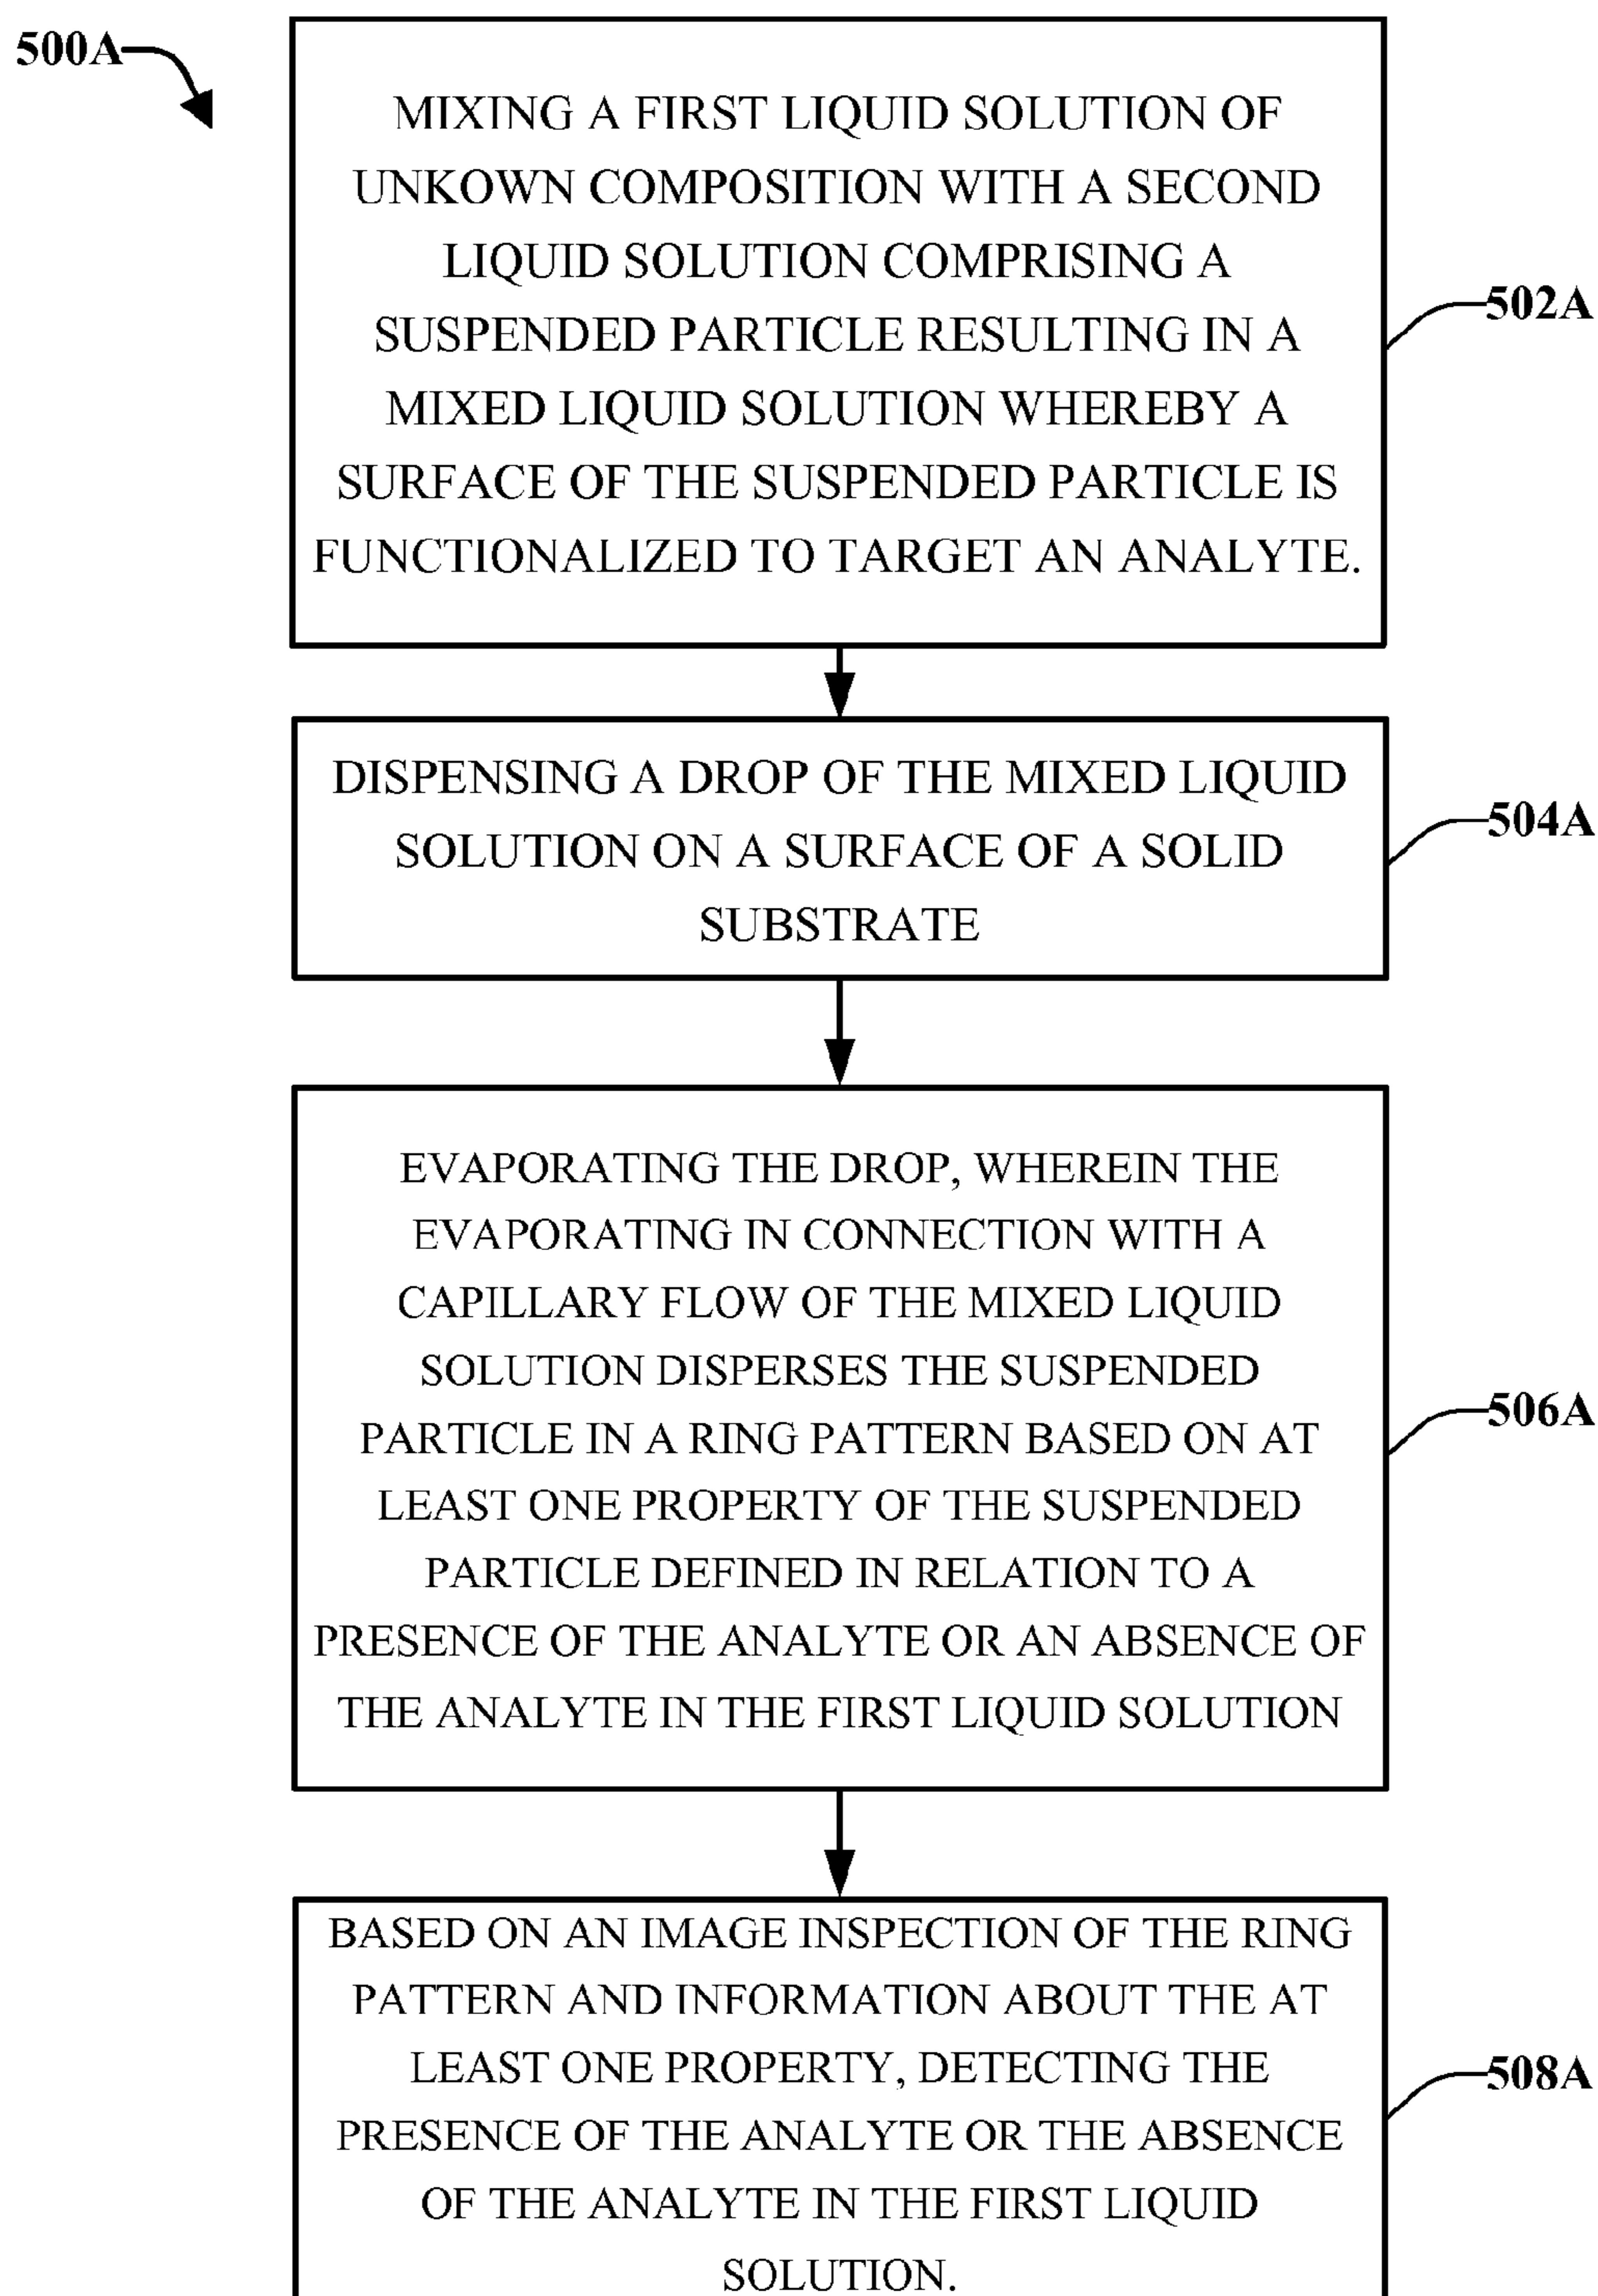 500A
MIXING A FIRST LIQUID SOLUTION OF
UNKOWN COMPOSITION WITH A SECOND
LIQUID SOLUTION COMPRISING A
SUSPENDED PARTICLE RESULTING IN A
MIXED LIQUID SOLUTION WHEREBY A
SURFACE OF THE SUSPENDED PARTICLE IS
FUNCTIONALIZED TO TARGET AN ANALYTE.
502A
DISPENSING A DROP OF THE MIXED LIQUID
SOLUTION ON A SURFACE OF A SOLID
SUBSTRATE
504A
EVAPORATING THE DROP, WHEREIN THE
EVAPORATING IN CONNECTION WITH A
CAPILLARY FLOW OF THE MIXED LIQUID
SOLUTION DISPERSES THE SUSPENDED
PARTICLE IN A RING PATTERN BASED ON AT
LEAST ONE PROPERTY OF THE SUSPENDED
PARTICLE DEFINED IN RELATION TO A
PRESENCE OF THE ANALYTE OR AN ABSENCE OF
THE ANALYTE IN THE FIRST LIQUID SOLUTION
506A
BASED ON AN IMAGE INSPECTION OF THE RING
PATTERN AND INFORMATION ABOUT THE AT
LEAST ONE PROPERTY, DETECTING THE
PRESENCE OF THE ANALYTE OR THE ABSENCE
OF THE ANALYTE IN THE FIRST LIQUID
SOLUTION.
508A